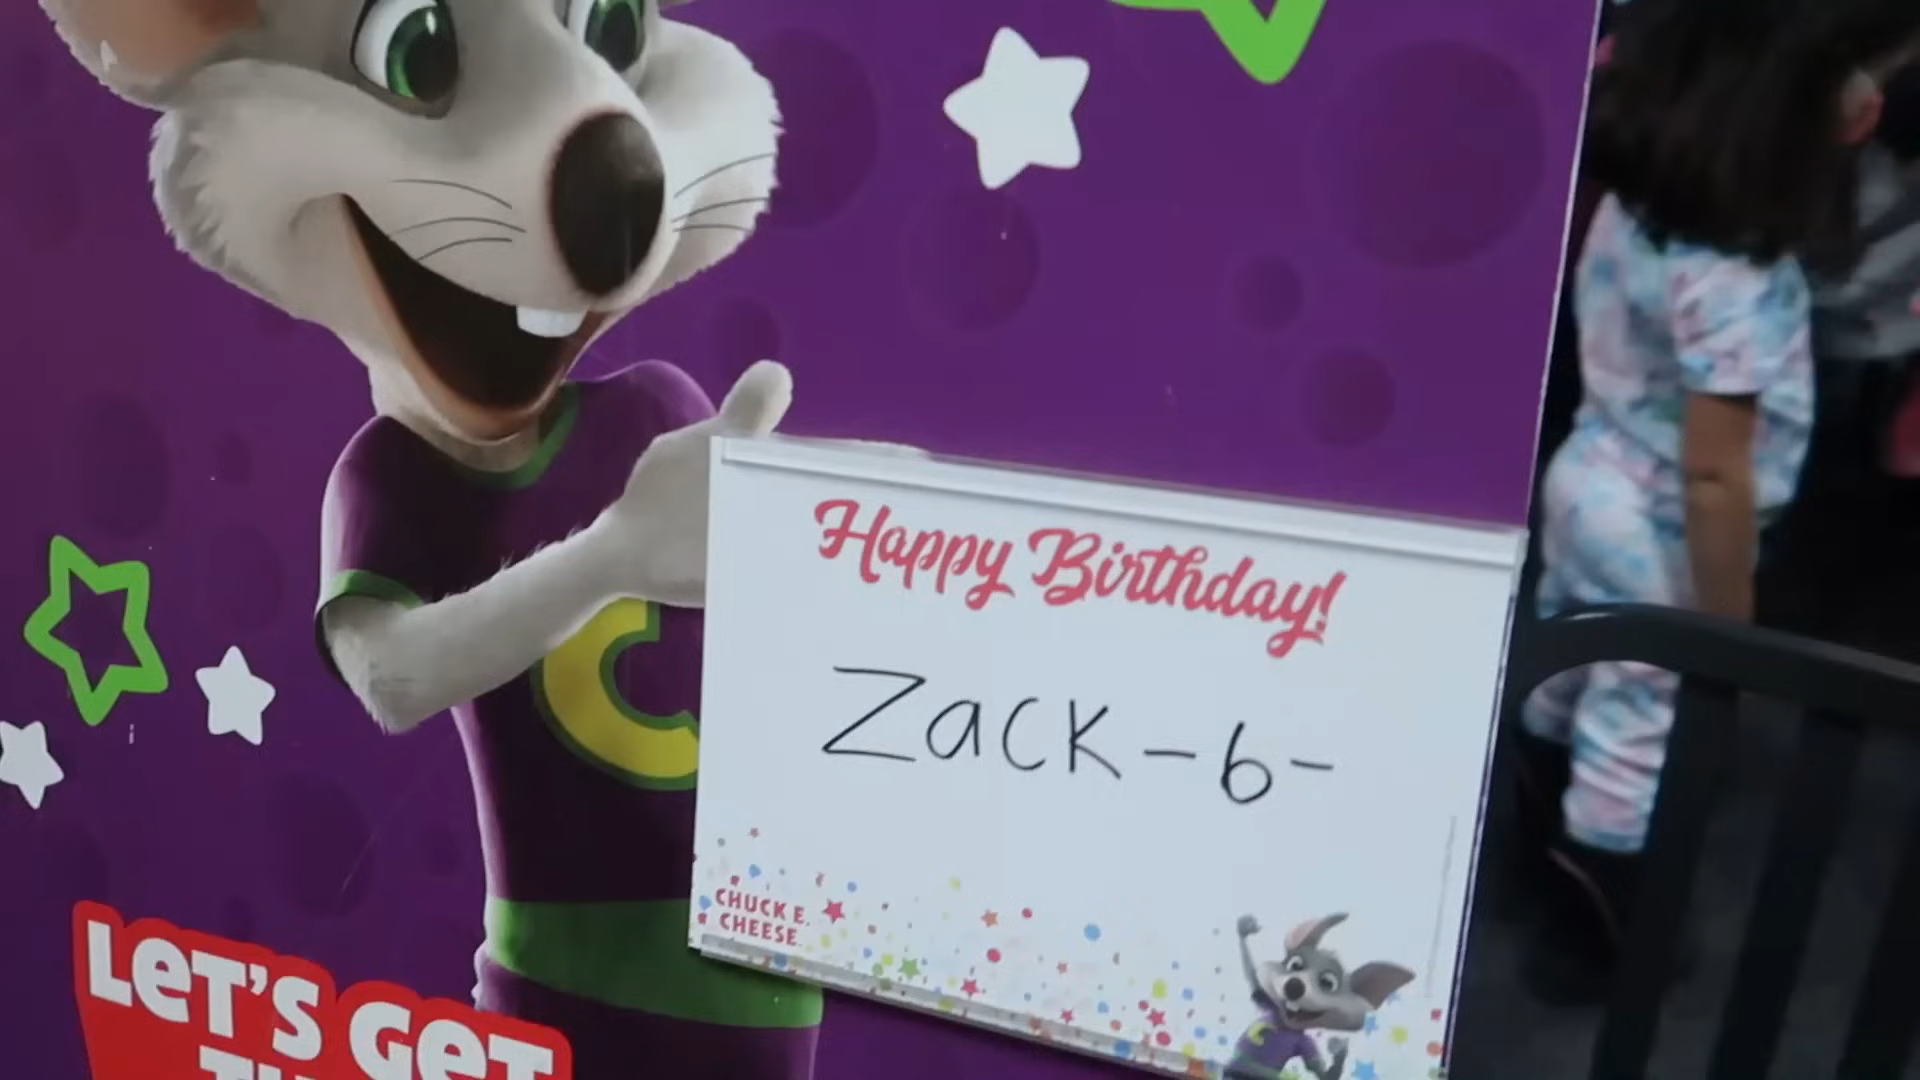 Happy Birthday!
Zack-6-
CHUCK E.
CHEESE
LET'S GET